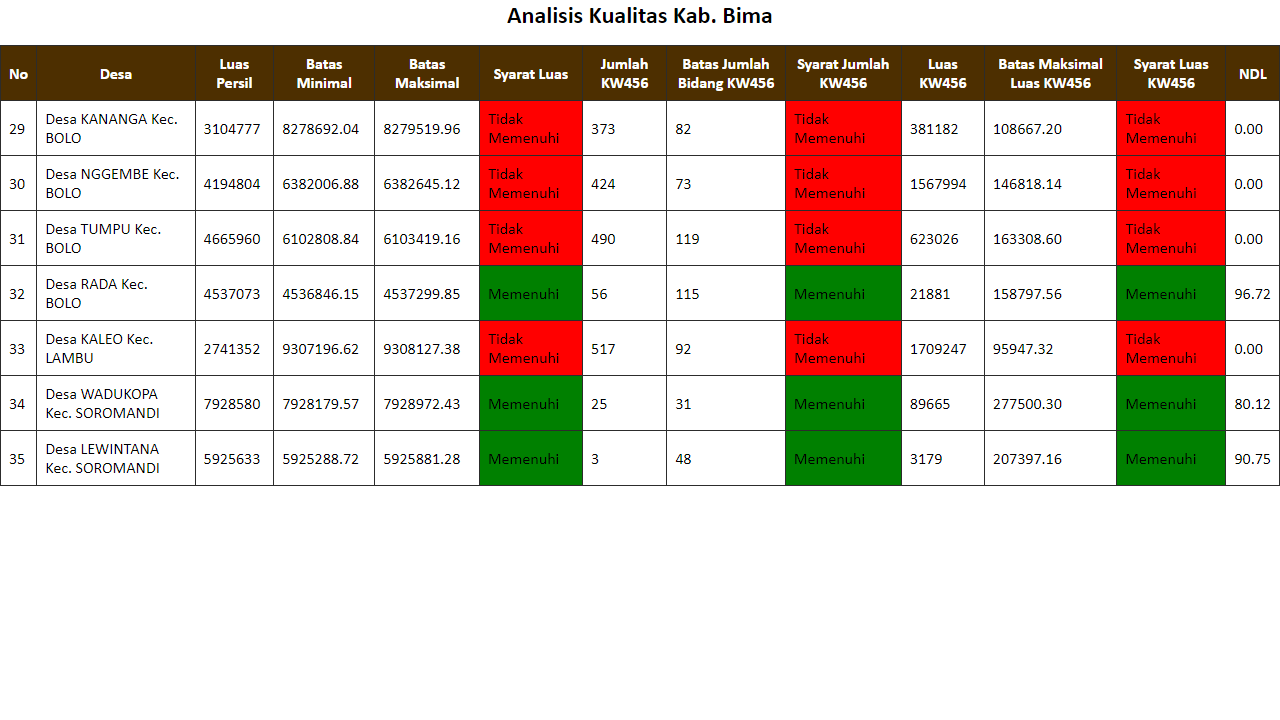 Analisis Kualitas Kab. Bima
No Desa Luas Persil Batas Minimal Batas Maksimal Syarat Luas Jumlah KW456 Batas Jumlah Bidang KW456 Syarat Jumlah KW456 Luas KW456 Batas Maksimal Luas KW456 Syarat Luas KW456 NDL
29 Desa KANANGA Kec. BOLO 3104777 8278692.04 8279519.96 Tidak Memenuhi 373 82 Tidak Memenuhi 381182 108667.20 Tidak Memenuhi 0.00
30 Desa NGGEMBE Kec. BOLO 4194804 6382006.88 6382645.12 Tidak Memenuhi 424 73 Tidak Memenuhi 1567994 146818.14 Tidak Memenuhi 0.00
31 Desa TUMPU Kec. BOLO 4665960 6102808.84 6103419.16 Tidak Memenuhi 490 119 Tidak Memenuhi 623026 163308.60 Tidak Memenuhi 0.00
32 Desa RADA Kec. BOLO 4537073 4536846.15 4537299.85 Memenuhi 56 115 Memenuhi 21881 158797.56 Memenuhi 96.72
33 Desa KALEO Kec. LAMBU 2741352 9307196.62 9308127.38 Tidak Memenuhi 517 92 Tidak Memenuhi 1709247 95947.32 Tidak Memenuhi 0.00
34 Desa WADUKOPA Kec. SOROMANDI 7928580 7928179.57 7928972.43 Memenuhi 25 31 Memenuhi 89665 277500.30 Memenuhi 80.12
35 Desa LEWINTANA Kec. SOROMANDI 5925633 5925288.72 5925881.28 Memenuhi 3 48 Memenuhi 3179 207397.16 Memenuhi 90.75